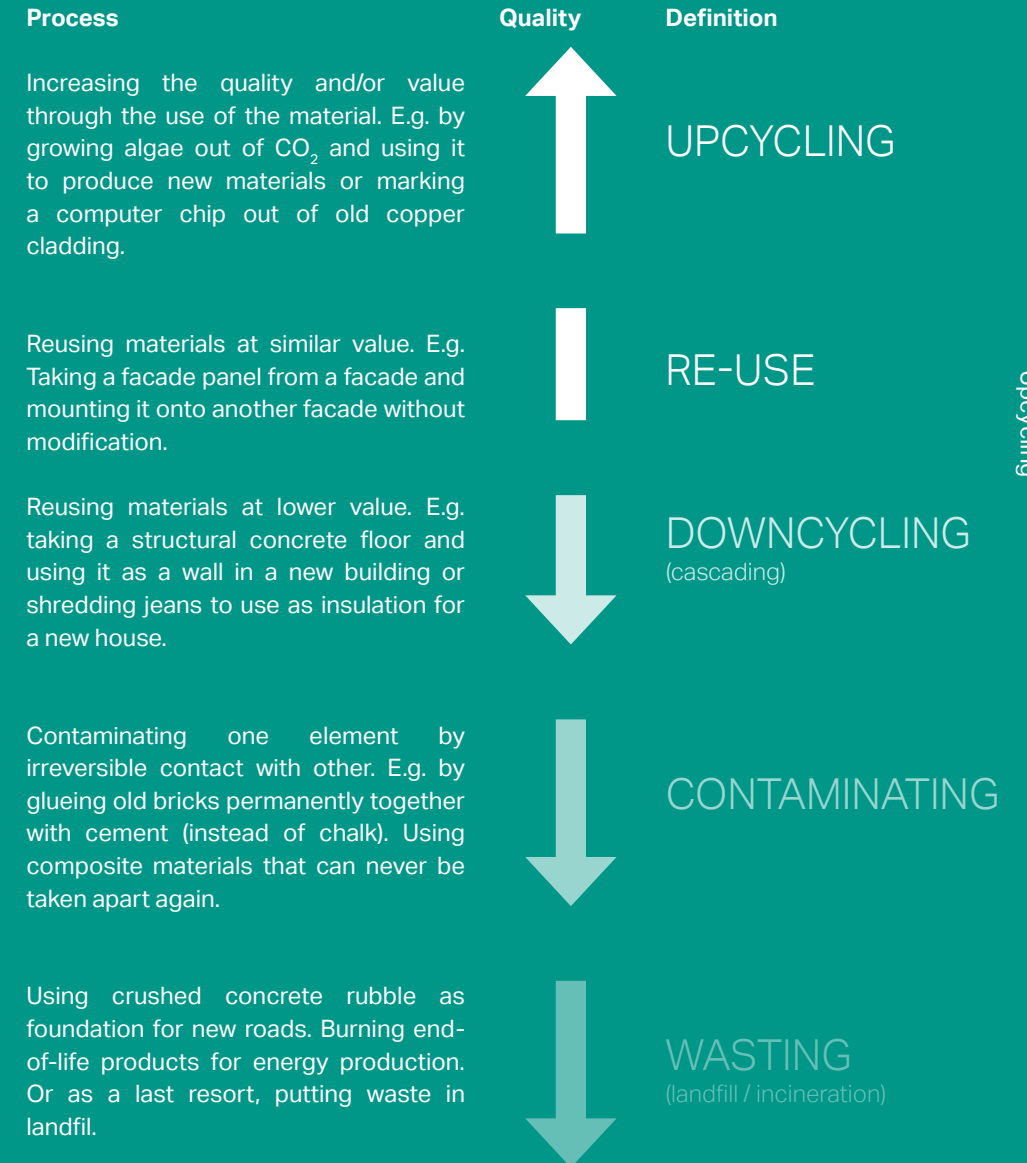 Process
Quality
Definition
Increasing the quality and/or value
through the use of the material. E.g. by
growing algae out of CO₂ and using it
to produce new materials or marking
a computer chip out of old copper
cladding.
UPCYCLING
Reusing materials at similar value. E.g.
Taking a facade panel from a facade and
mounting it onto another facade without
modification.
RE-USE
Reusing materials at lower value. E.g.
taking a structural concrete floor and
using it as a wall in a new building or
shredding jeans to use as insulation for
a new house.
DOWNCYCLING
(cascading)
Contaminating one element by
irreversible contact with other. E.g. by
glueing old bricks permanently together
with cement (instead of chalk). Using
composite materials that can never be
taken apart again.
CONTAMINATING
Using crushed concrete rubble as
foundation for new roads. Burning end-
of-life products for energy production.
Or as a last resort, putting waste in
landfil.
WASTING
(landfill / incineration)
Upcycling